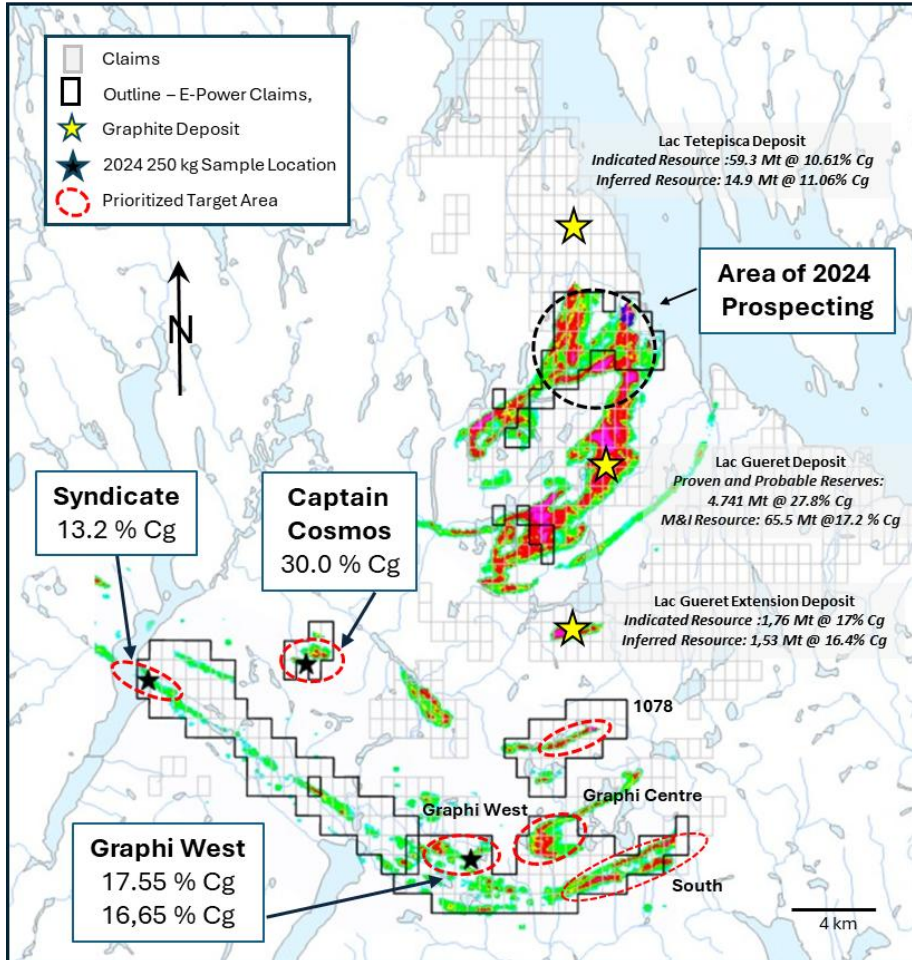 Claims
Outline – E-Power Claims,
Graphite Deposit
2024 250 kg Sample Location
Prioritized Target Area
N
Lac Tetepisca Deposit
Indicated Resource :59.3 Mt @ 10.61% Cg
Inferred Resource: 14.9 Mt @ 11.06% Cg
Area of 2024
Prospecting
Lac Gueret Deposit
Proven and Probable Reserves:
4.741 Mt @ 27.8% Cg
M&I Resource: 65.5 Mt @17.2 % Cg
Syndicate
13.2 % Cg
Captain
Cosmos
30.0 % Cg
Lac Gueret Extension Deposit
Indicated Resource :1,76 Mt @ 17% Cg
Inferred Resource: 1,53 Mt @ 16.4% Cg
1078
Graphi West
Graphi Centre
South
Graphi West
17.55 % Cg
16,65 % Cg
4 km